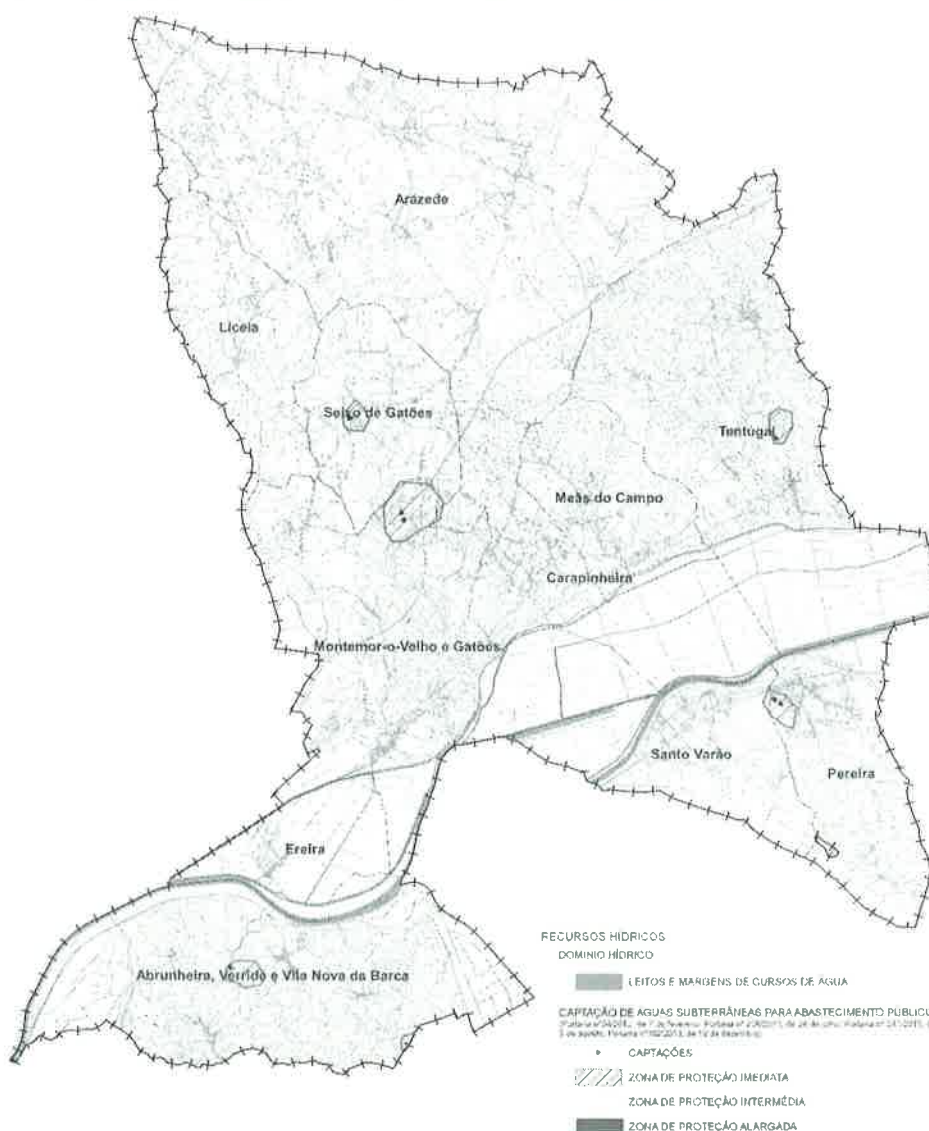 Arazede
Liceia
Seixo de Gatões
Tentúgal
Meãs do Campo
Carapinheira
Montemor-o-Velho e Gatões
Santo Varão
Pereira
Ereira
Abrunheira, Verride e Vila Nova da Barca
RECURSOS HÍDRICOS
DOMINIO HÍDRICO
LEITOS E MARGENS DE CURSOS DE ÁGUA
CAPTAÇÃO DE ÁGUAS SUBTERRÂNEAS PARA ABASTECIMENTO PÚBLICO
CAPTAÇÕES
ZONA DE PROTEÇÃO IMEDIATA
ZONA DE PROTEÇÃO INTERMÉDIA
ZONA DE PROTEÇÃO ALARGADA